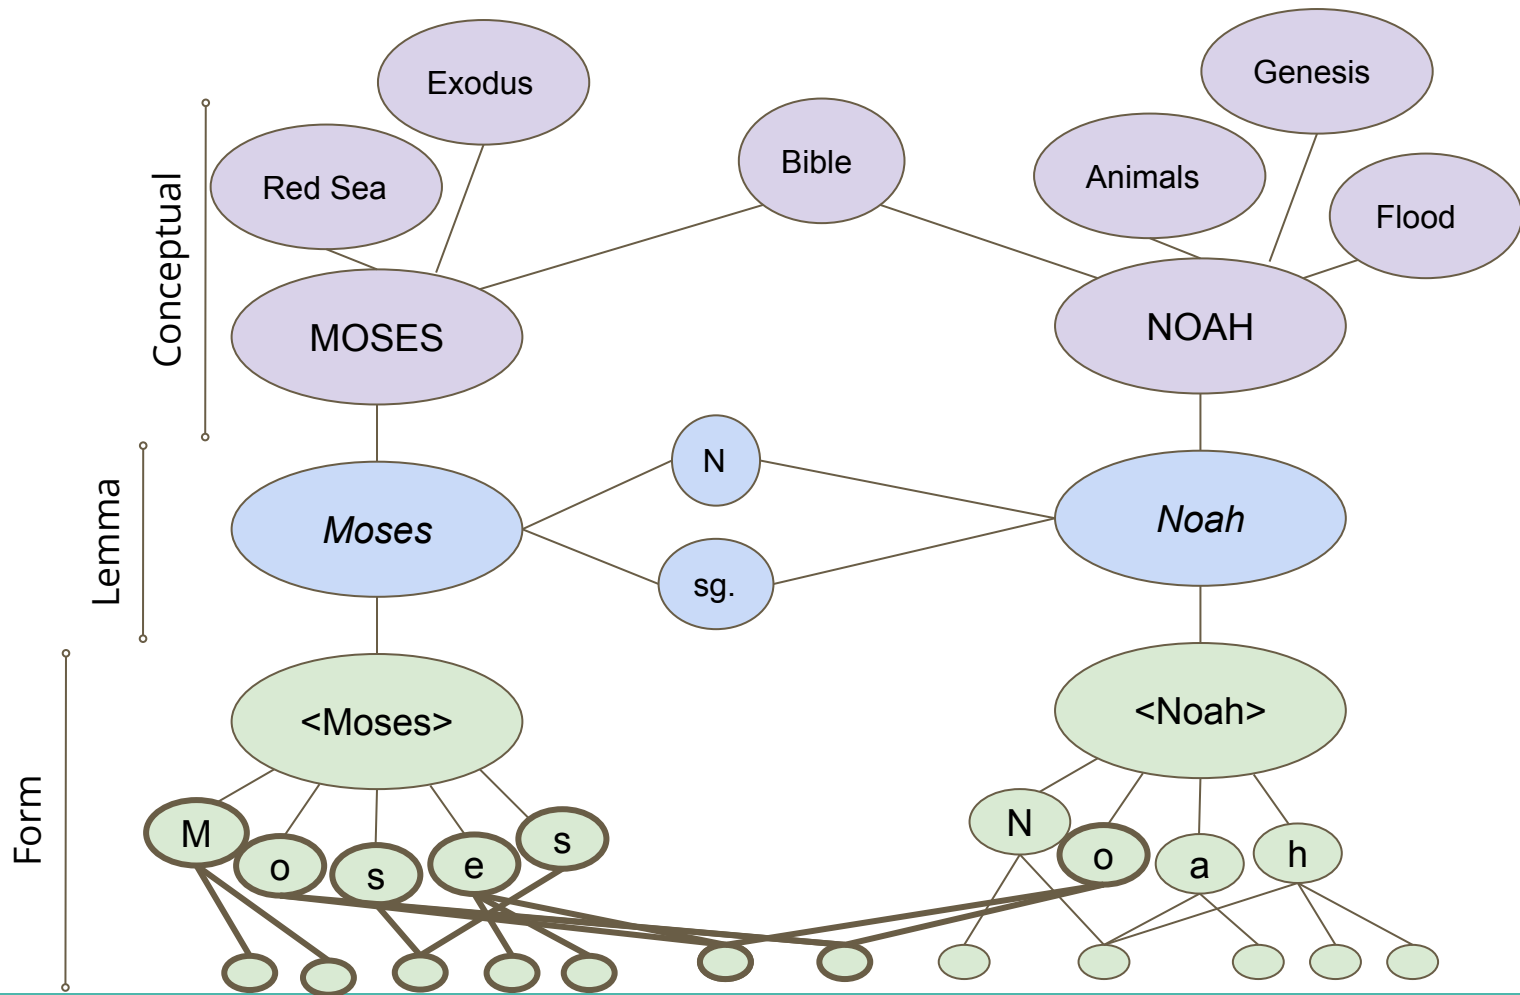 Conceptual
Exodus
Red Sea
Bible
Genesis
Animals
Flood
MOSES
NOAH
Lemma
Moses
N
sg.
Noah
Form
<Moses>
<Noah>
M
o
s
e
s
N
o
a
h